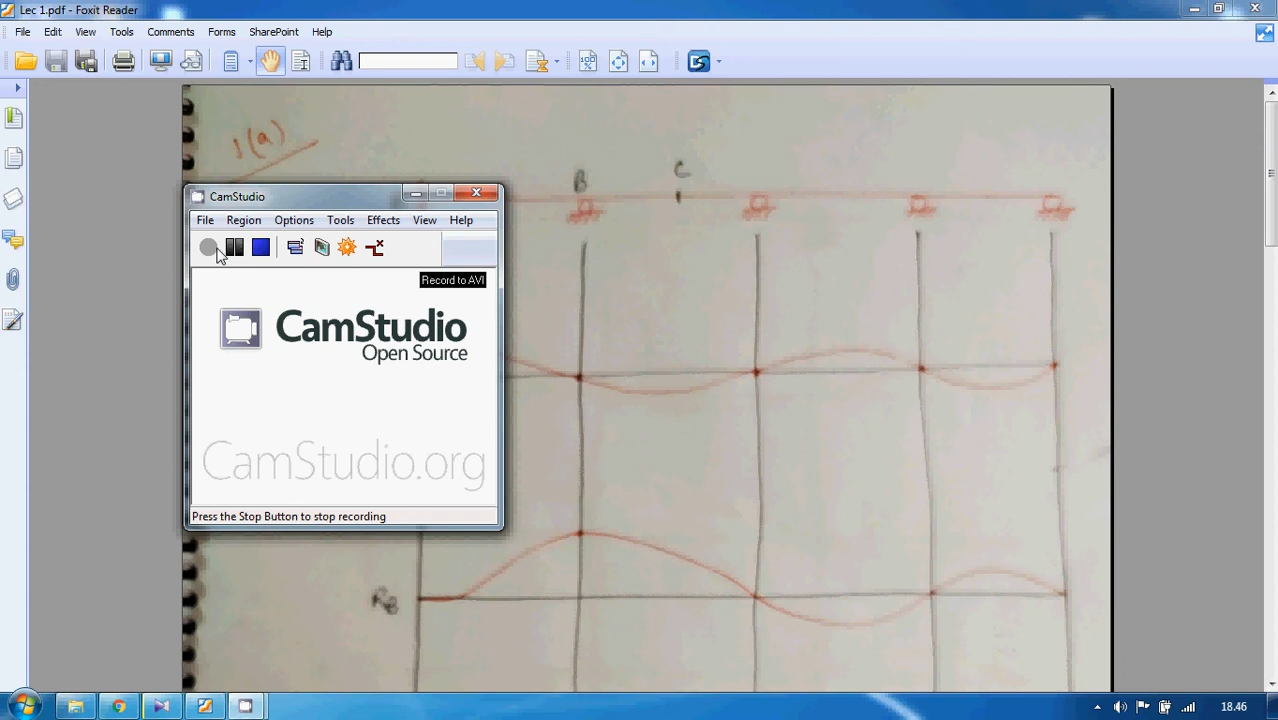 Lec 1.pdf - Foxit Reader
File Edit View Tools Comments Forms SharePoint Help
1(a)
B
C
CamStudio
File Region Options Tools Effects View Help
Record to AVI
CamStudio
Open Source
CamStudio.org
Press the Stop Button to stop recording
RB
18.46